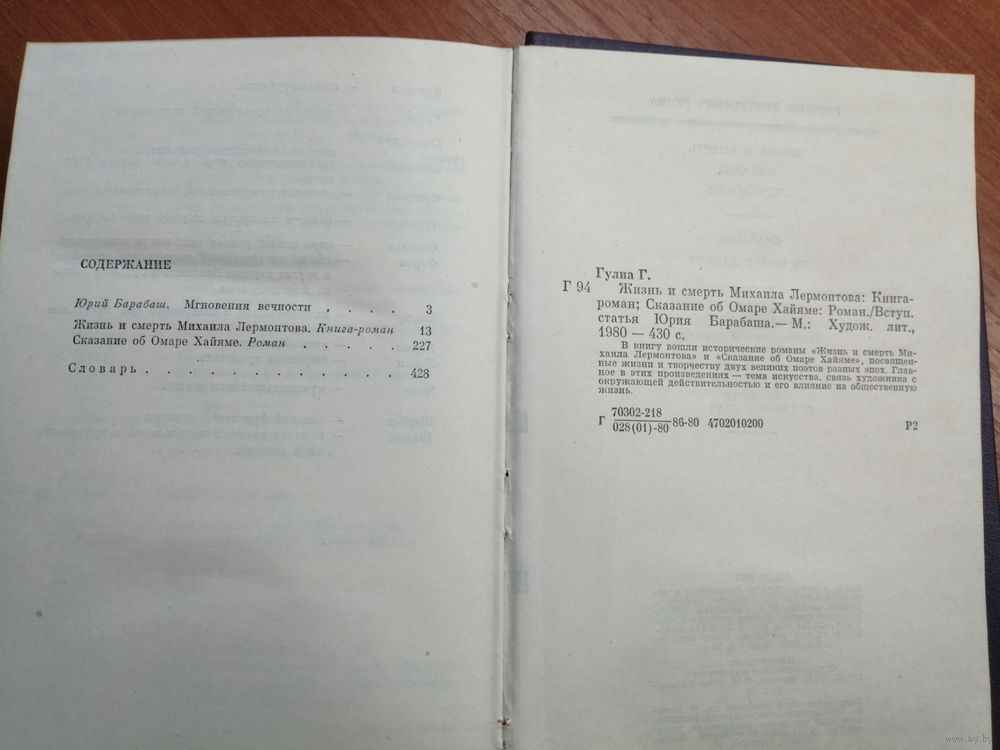 СОДЕРЖАНИЕ
Юрий Барабаш. Мгновения вечности . . . . 3
Жизнь и смерть Михаила Лермонтова. Книга-роман 13
Сказание об Омаре Хайяме. Роман . . . . . 227
Словарь . . . . . . . . . . . . . 428
Гулиа Г.
Г 94 Жизнь и смерть Михаила Лермонтова: Книга-
роман; Сказание об Омаре Хайяме: Роман./Вступ.
статья Юрия Барабаша.— М.: Худож. лит.,
1980 — 430 с.
В книгу вошли исторические романы «Жизнь и смерть Ми-
хаила Лермонтова» и «Сказание об Омаре Хайяме», посвящен-
ные жизни и творчеству двух великих поэтов разных эпох. Глав-
ное в этих произведениях — тема искусства, связь художника с
окружающей действительностью и его влияние на общественную
жизнь.
70302-218
Г 86-80 4702010200 Р2
028(01)-80
www.ay.by